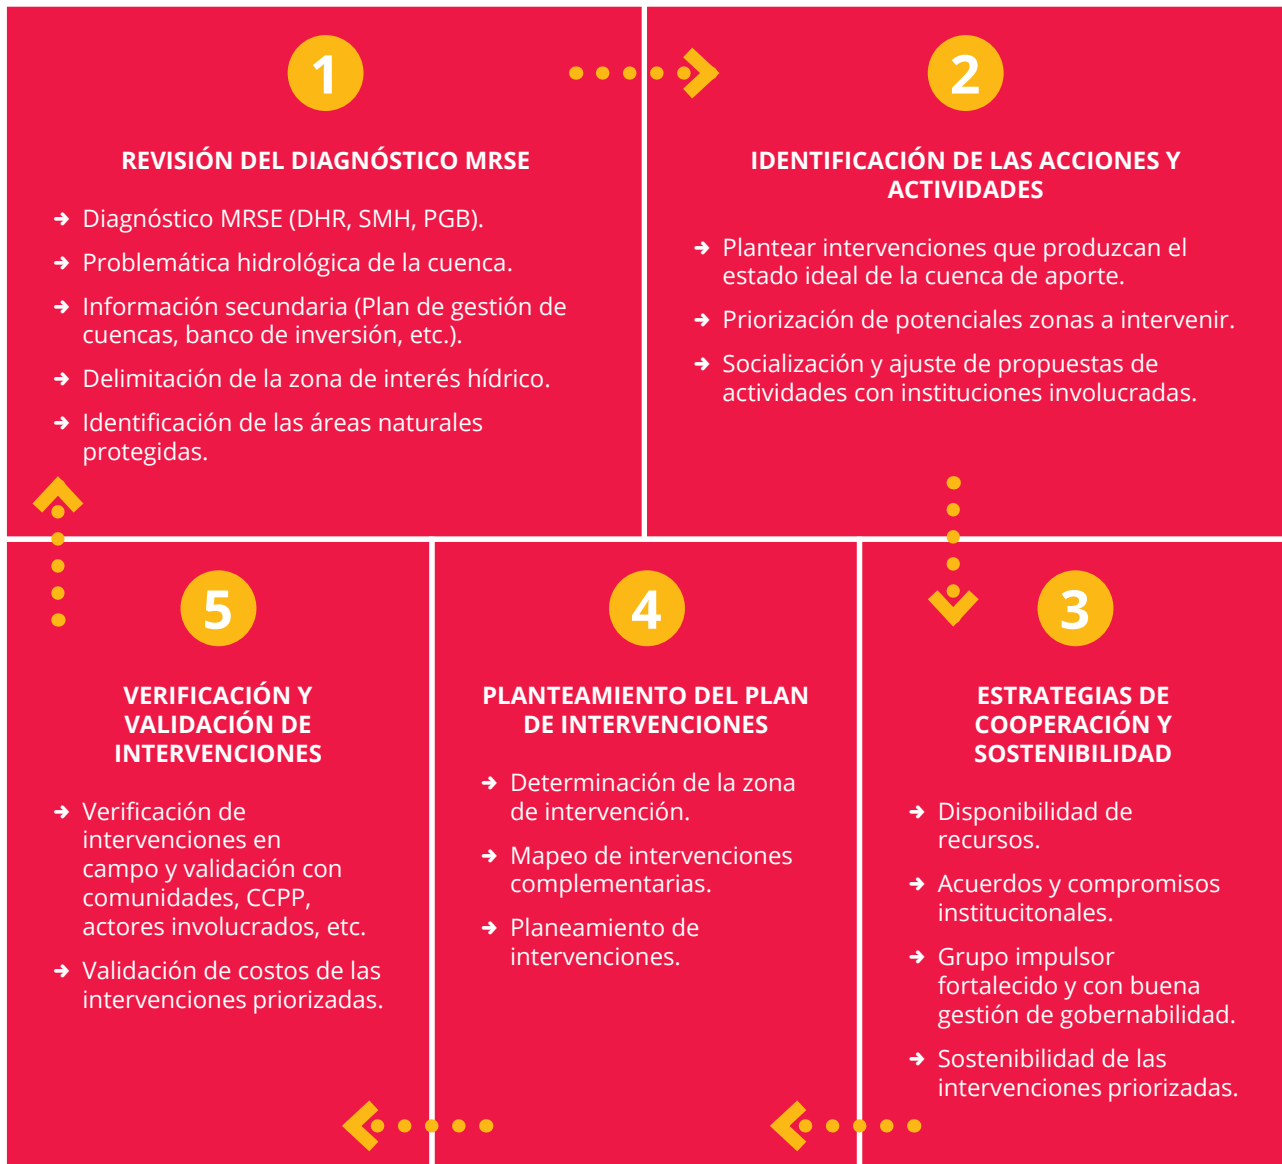 1
REVISIÓN DEL DIAGNÓSTICO MRSE
➔ Diagnóstico MRSE (DHR, SMH, PGB).
➔ Problemática hidrológica de la cuenca.
➔ Información secundaria (Plan de gestión de
cuencas, banco de inversión, etc.).
➔ Delimitación de la zona de interés hídrico.
➔ Identificación de las áreas naturales
protegidas.
2
IDENTIFICACIÓN DE LAS ACCIONES Y
ACTIVIDADES
➔ Plantear intervenciones que produzcan el
estado ideal de la cuenca de aporte.
➔ Priorización de potenciales zonas a intervenir.
➔ Socialización y ajuste de propuestas de
actividades con instituciones involucradas.
3
ESTRATEGIAS DE
COOPERACIÓN Y
SOSTENIBILIDAD
➔ Disponibilidad de
recursos.
➔ Acuerdos y compromisos
institucitonales.
➔ Grupo impulsor
fortalecido y con buena
gestión de gobernabilidad.
➔ Sostenibilidad de las
intervenciones priorizadas.
4
PLANTEAMIENTO DEL PLAN
DE INTERVENCIONES
➔ Determinación de la zona
de intervención.
➔ Mapeo de intervenciones
complementarias.
➔ Planeamiento de
intervenciones.
5
VERIFICACIÓN Y
VALIDACIÓN DE
INTERVENCIONES
➔ Verificación de
intervenciones en
campo y validación con
comunidades, CCPP,
actores involucrados, etc.
➔ Validación de costos de las
intervenciones priorizadas.